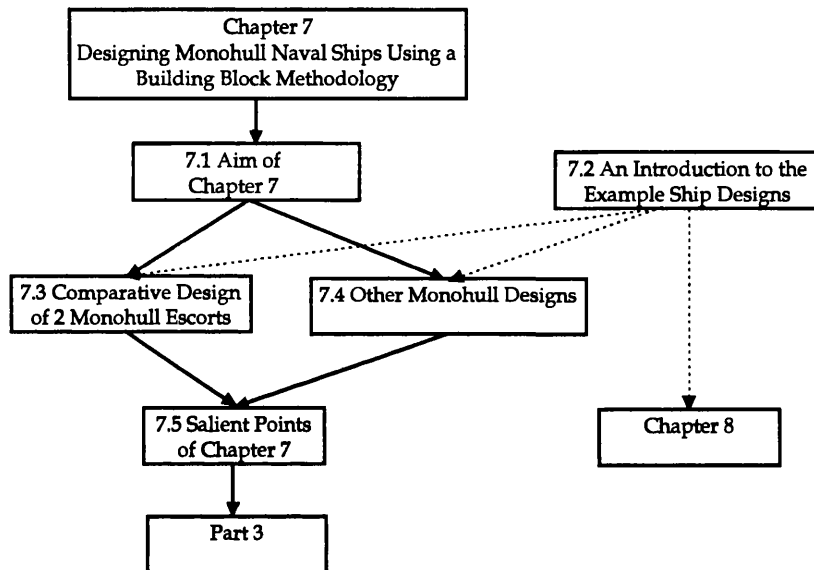 Chapter 7
Designing Monohull Naval Ships Using a
Building Block Methodology
7.1 Aim of
Chapter 7
7.2 An Introduction to the
Example Ship Designs
7.3 Comparative Design
of 2 Monohull Escorts
7.4 Other Monohull Designs
7.5 Salient Points
of Chapter 7
Chapter 8
Part 3